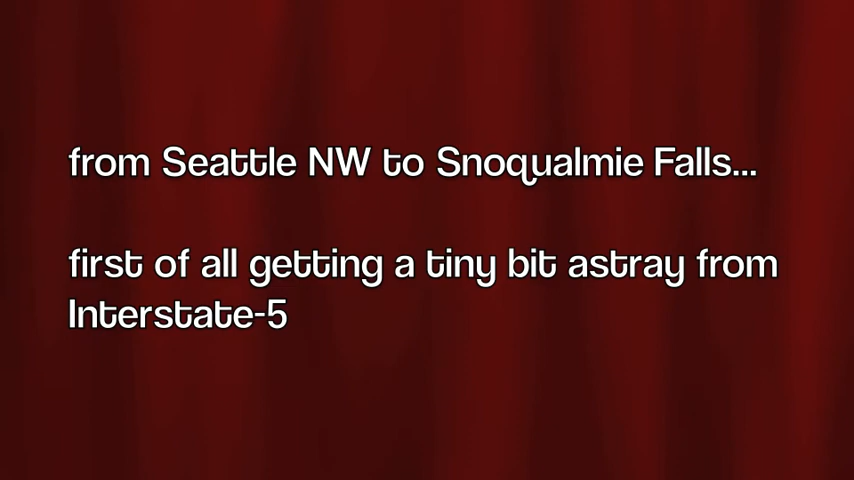 from Seattle NW to Snoqualmie Falls...
first of all getting a tiny bit astray from
Interstate-5